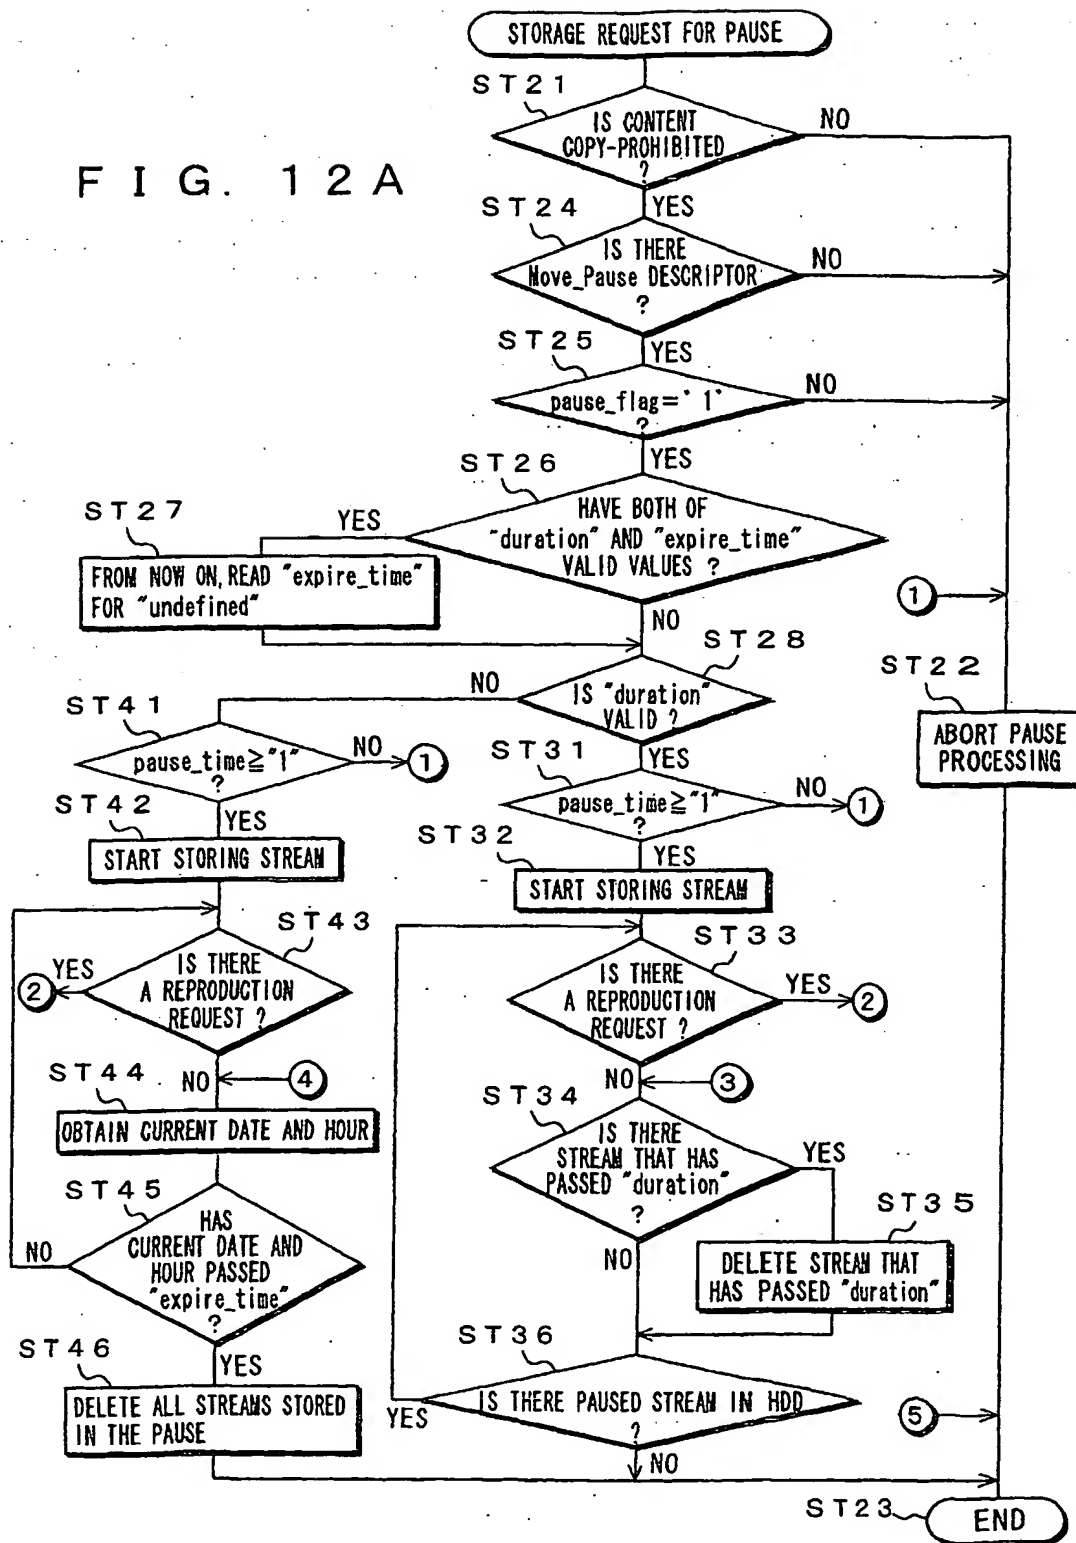 STORAGE REQUEST FOR PAUSE
ST21
IS CONTENT
COPY-PROHIBITED
?
NO
YES
FIG. 12A
ST24
IS THERE
Move_Pause DESCRIPTOR
?
NO
YES
ST25
pause_flag=`1`
?
NO
YES
ST26
HAVE BOTH OF
"duration" AND "expire_time"
VALID VALUES ?
YES
NO
ST27
FROM NOW ON, READ "expire_time"
FOR "undefined"
1
ST28
IS "duration"
VALID ?
NO
YES
ST22
ABORT PAUSE
PROCESSING
ST41
pause_time≧"1"
?
NO
1
YES
ST31
pause_time≧"1"
?
NO
1
YES
ST42
START STORING STREAM
ST32
START STORING STREAM
ST43
IS THERE
A REPRODUCTION
REQUEST ?
YES
2
NO
4
ST33
IS THERE
A REPRODUCTION
REQUEST ?
YES
2
NO
3
ST44
OBTAIN CURRENT DATE AND HOUR
ST34
IS THERE
STREAM THAT HAS
PASSED "duration"
?
YES
NO
ST35
DELETE STREAM THAT
HAS PASSED "duration"
ST45
HAS
CURRENT DATE AND
HOUR PASSED
"expire_time"
?
NO
YES
ST46
DELETE ALL STREAMS STORED
IN THE PAUSE
ST36
IS THERE PAUSED STREAM IN HDD
?
YES
NO
5
ST23
END